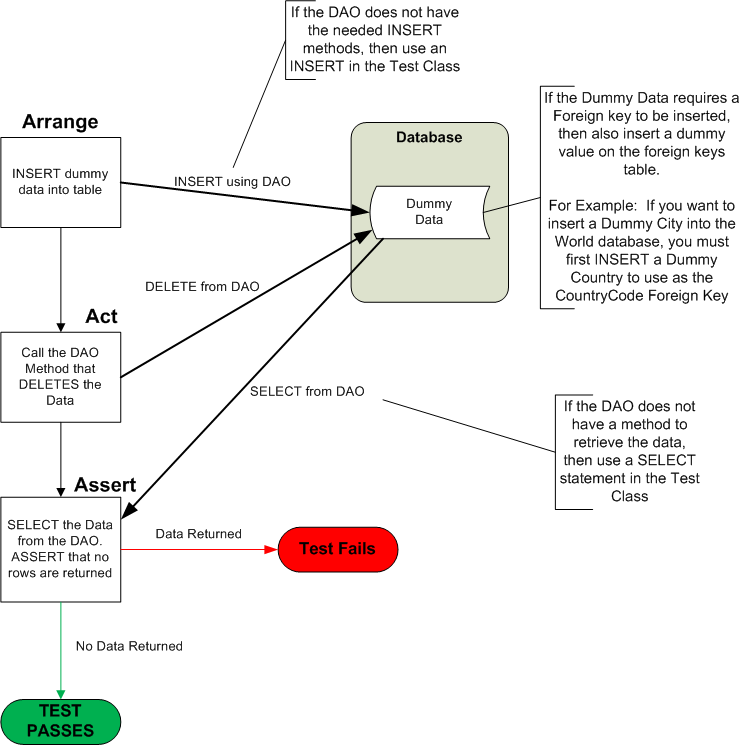 If the DAO does not have
the needed INSERT
methods, then use an
INSERT in the Test Class
Arrange
INSERT dummy
data into table
INSERT using DAO
Database
Dummy
Data
If the Dummy Data requires a
Foreign key to be inserted,
then also insert a dummy
value on the foreign keys
table.
For Example:  If you want to
insert a Dummy City into the
World database, you must
first INSERT a Dummy
Country to use as the
CountryCode Foreign Key
DELETE from DAO
Act
Call the DAO
Method that
DELETES the
Data
SELECT from DAO
If the DAO does not
have a method to
retrieve the data,
then use a SELECT
statement in the Test
Class
Assert
SELECT the Data
from the DAO.
ASSERT that no
rows are returned
Data Returned
Test Fails
No Data Returned
TEST
PASSES